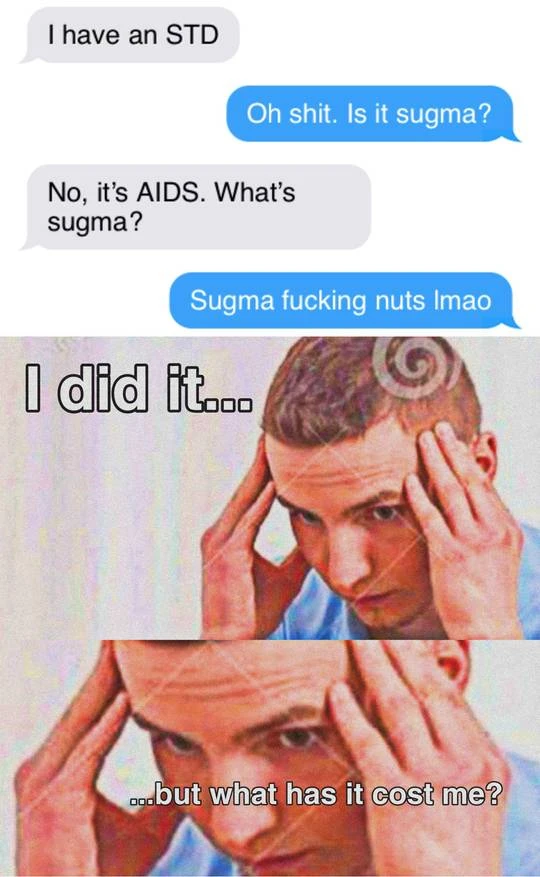 I have an STD
Oh shit. Is it sugma?
No, it’s AIDS. What’s
sugma?
Sugma fucking nuts lmao
I did it...
...but what has it cost me?